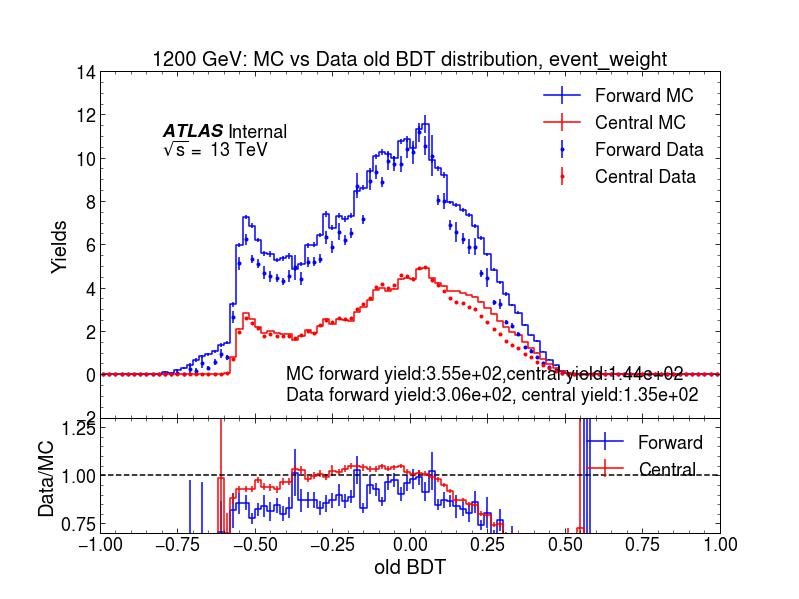 1200 GeV: MC vs Data old BDT distribution, event_weight
14
12
10
8
6
4
2
0
−2
Yields
ATLAS Internal
√s = 13 TeV
Forward MC
Central MC
Forward Data
Central Data
MC forward yield:3.55e+02,central yield:1.44e+02
Data forward yield:3.06e+02, central yield:1.35e+02
1.25
1.00
0.75
Data/MC
Forward
Central
−1.00 −0.75 −0.50 −0.25 0.00 0.25 0.50 0.75 1.00
old BDT